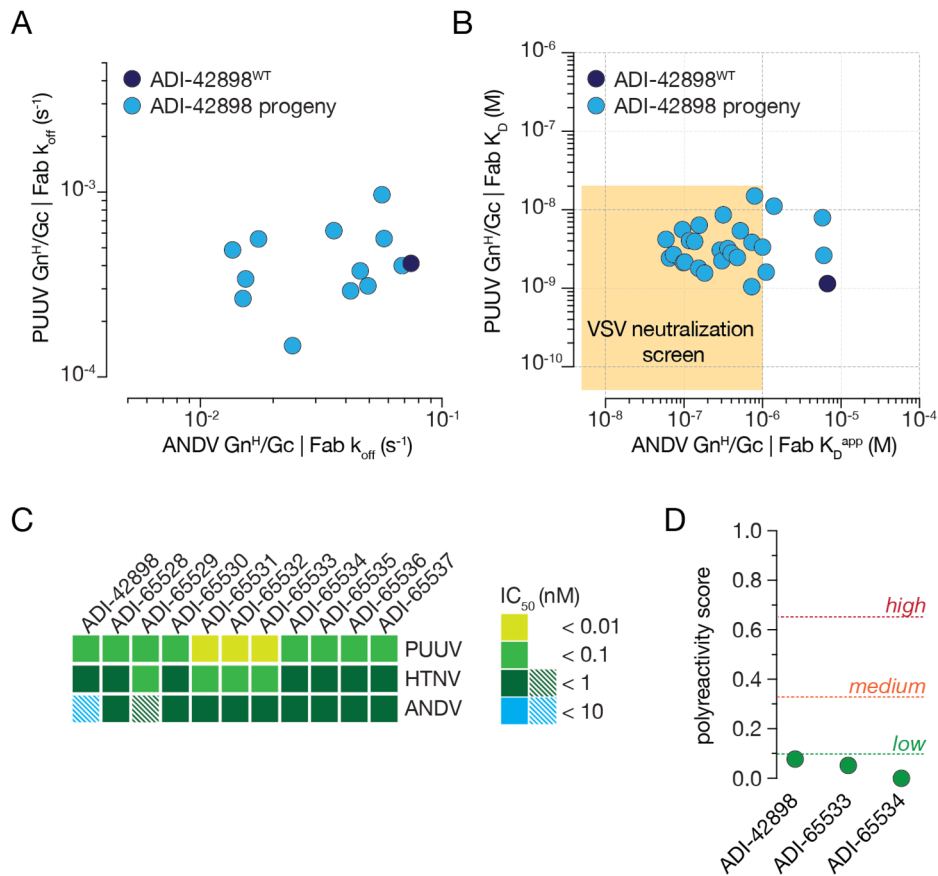 A
ADI-42898WT
ADI-42898 progeny
PUUV GnH/Gc | Fab koff (s-1)
10-3
10-4
10-2
10-1
ANDV GnH/Gc | Fab koff (s-1)
B
ADI-42898WT
ADI-42898 progeny
PUUV GnH/Gc | Fab KD (M)
10-6
10-7
10-8
10-9
10-10
VSV neutralization
screen
10-8
10-7
10-6
10-5
10-4
ANDV GnH/Gc | Fab KDapp (M)
C
ADI-42898
ADI-65528
ADI-65529
ADI-65530
ADI-65531
ADI-65532
ADI-65533
ADI-65534
ADI-65535
ADI-65536
ADI-65537
PUUV
HTNV
ANDV
IC50 (nM)
< 0.01
< 0.1
< 1
< 10
D
polyreactivity score
1.0
0.8
0.6
0.4
0.2
0.0
high
medium
low
ADI-42898
ADI-65533
ADI-65534